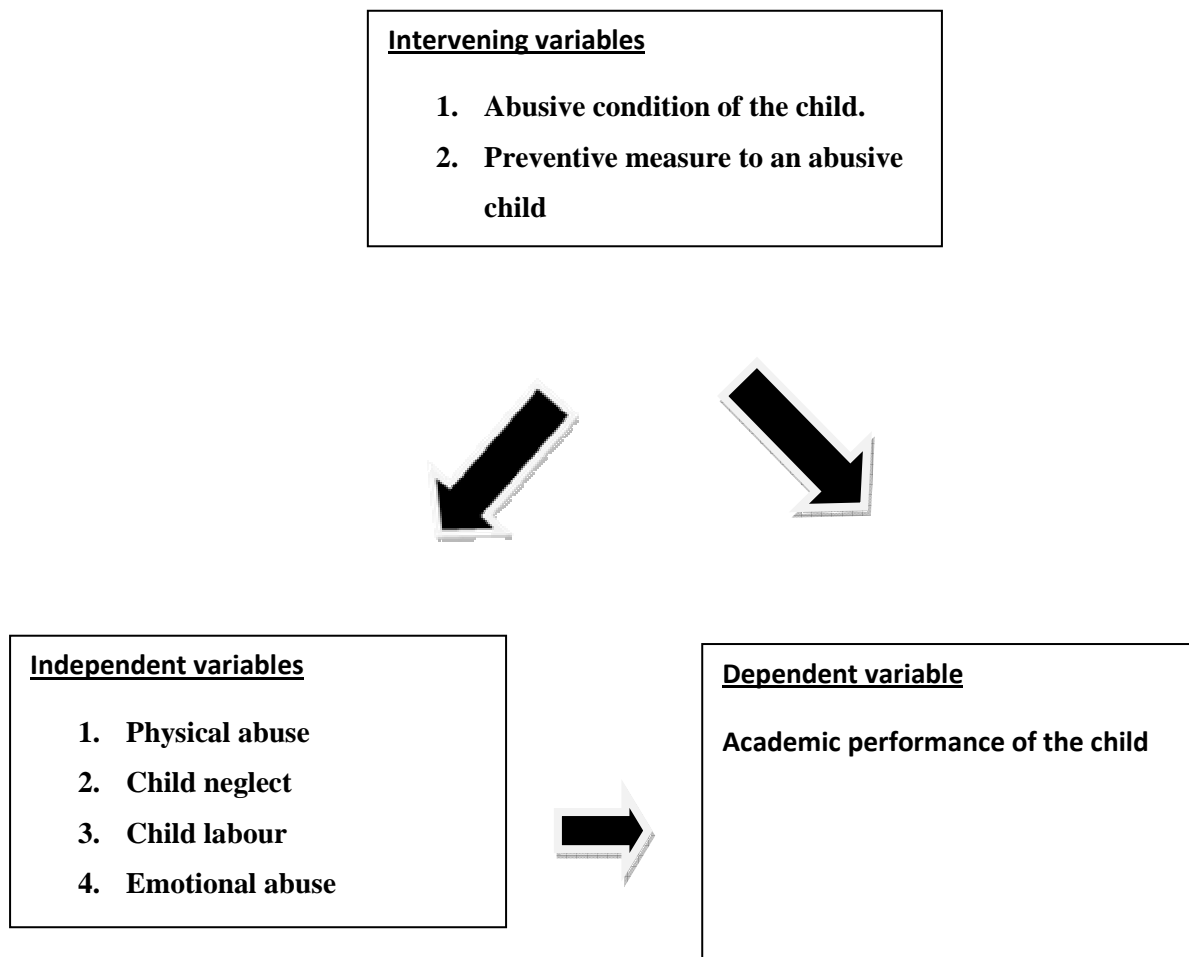 Intervening variables
1. Abusive condition of the child.
2. Preventive measure to an abusive
child
Independent variables
1. Physical abuse
2. Child neglect
3. Child labour
4. Emotional abuse
Dependent variable
Academic performance of the child